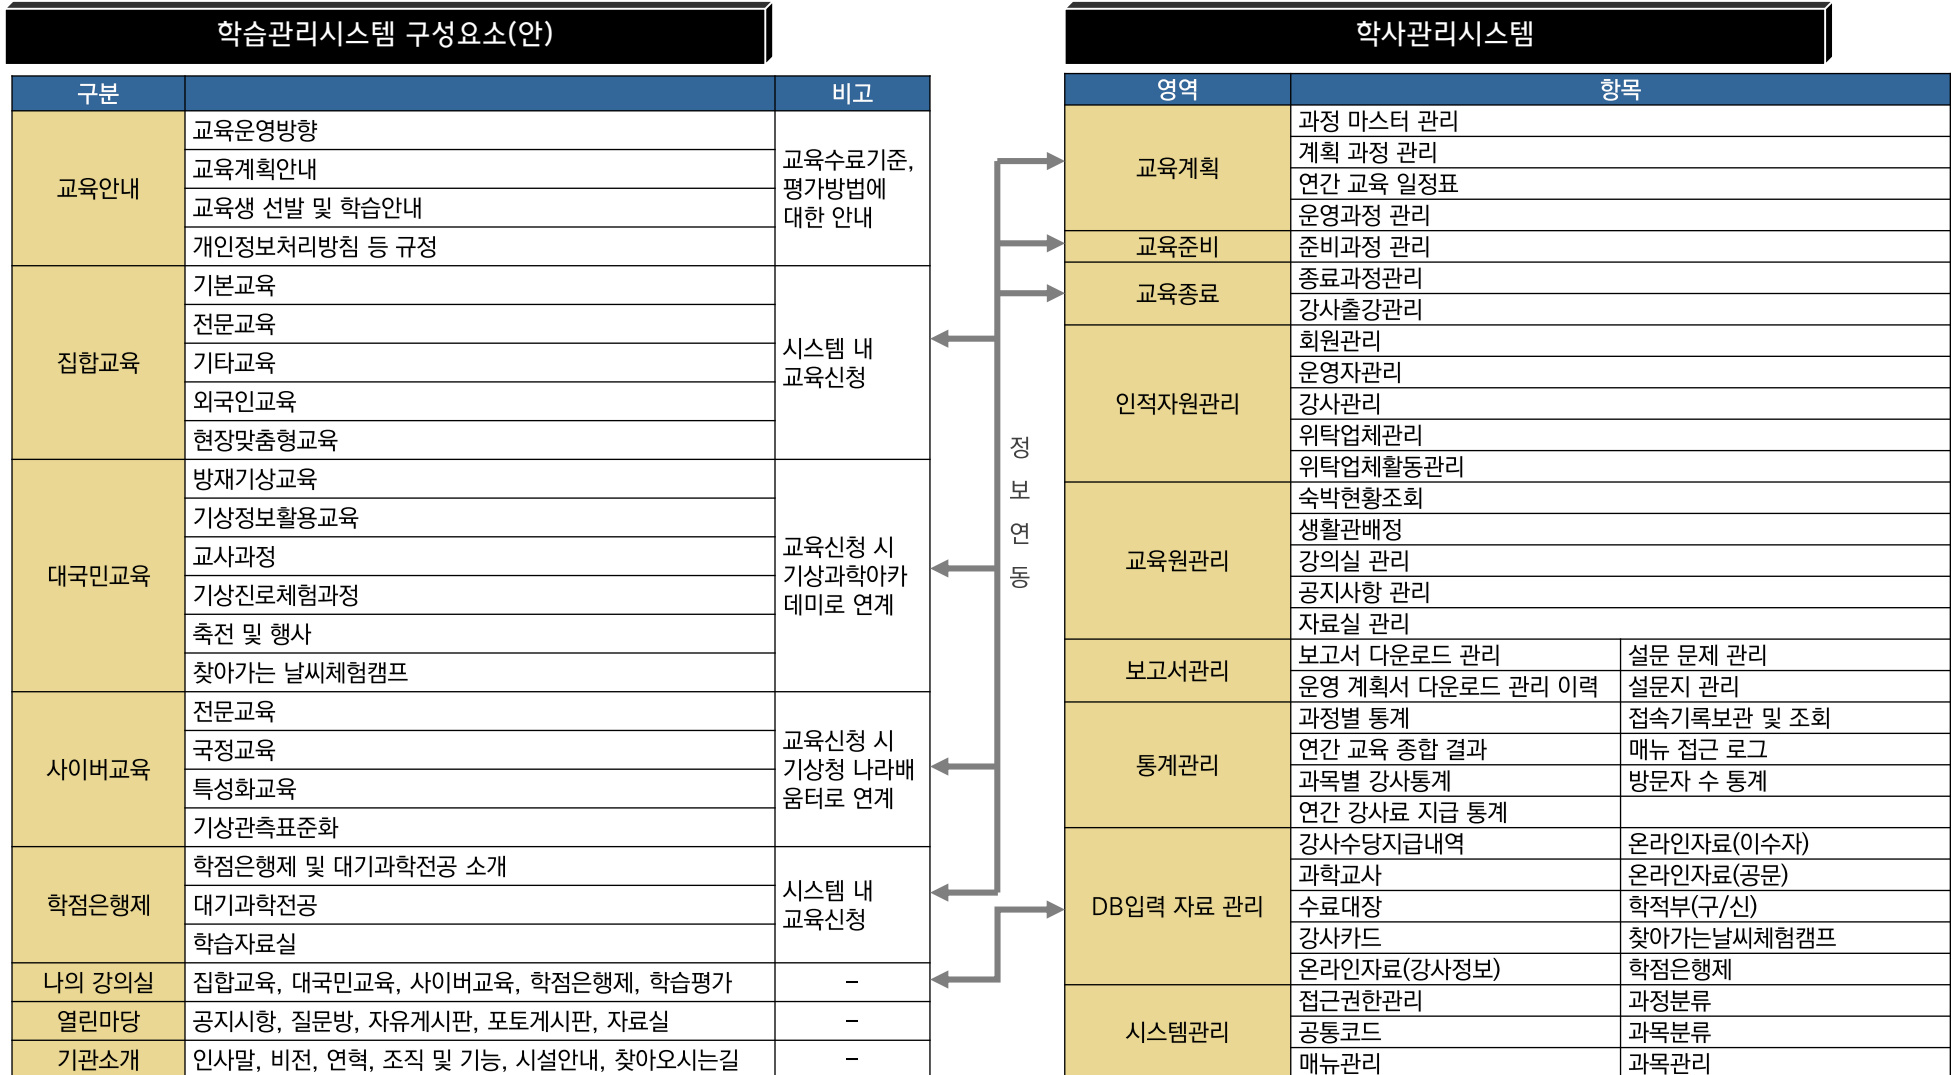 학습관리시스템 구성요소(안)
구분
비고
교육안내
교육운영방향
교육계획안내
교육생 선발 및 학습안내
개인정보처리방침 등 규정
교육수료기준,
평가방법에
대한 안내
집합교육
기본교육
전문교육
기타교육
외국인교육
현장맞춤형교육
시스템 내
교육신청
대국민교육
방재기상교육
기상정보활용교육
교사과정
기상진로체험과정
축전 및 행사
찾아가는 날씨체험캠프
교육신청 시
기상과학아카
데미로 연계
사이버교육
전문교육
국정교육
특성화교육
기상관측표준화
교육신청 시
기상청 나라배
움터로 연계
학점은행제
학점은행제 및 대기과학전공 소개
대기과학전공
학습자료실
시스템 내
교육신청
나의 강의실
집합교육, 대국민교육, 사이버교육, 학점은행제, 학습평가
–
열린마당
공지시항, 질문방, 자유게시판, 포토게시판, 자료실
–
기관소개
인사말, 비전, 연혁, 조직 및 기능, 시설안내, 찾아오시는길
–
정
보
연
동
학사관리시스템
영역
항목
교육계획
과정 마스터 관리
계획 과정 관리
연간 교육 일정표
운영과정 관리
교육준비
준비과정 관리
교육종료
종료과정관리
강사출강관리
인적자원관리
회원관리
운영자관리
강사관리
위탁업체관리
위탁업체활동관리
교육원관리
숙박현황조회
생활관배정
강의실 관리
공지사항 관리
자료실 관리
보고서관리
보고서 다운로드 관리
설문 문제 관리
운영 계획서 다운로드 관리 이력
설문지 관리
통계관리
과정별 통계
접속기록보관 및 조회
연간 교육 종합 결과
매뉴 접근 로그
과목별 강사통계
방문자 수 통계
연간 강사료 지급 통계
DB입력 자료 관리
강사수당지급내역
온라인자료(이수자)
과학교사
온라인자료(공문)
수료대장
학적부(구/신)
강사카드
찾아가는날씨체험캠프
온라인자료(강사정보)
학점은행제
시스템관리
접근권한관리
과정분류
공통코드
과목분류
매뉴관리
과목관리